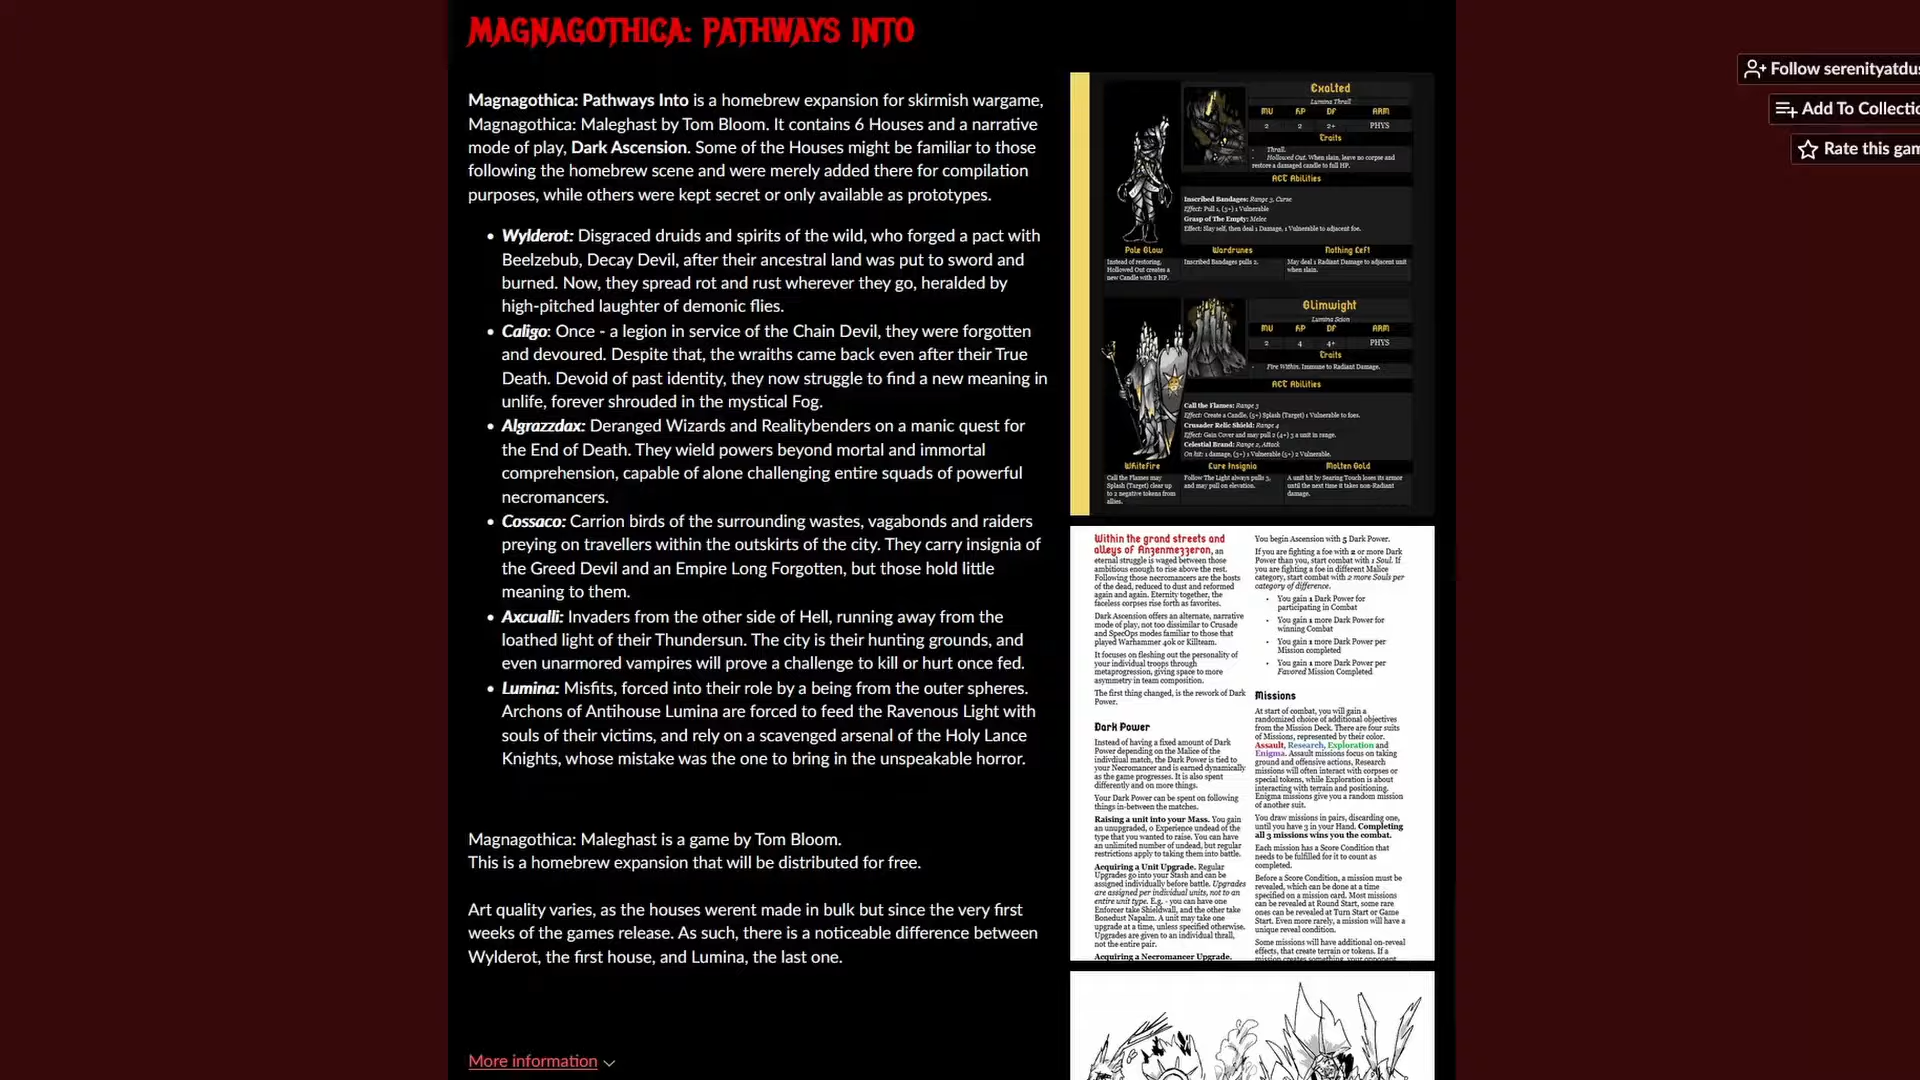 MAGNAGOTHICA: PATHWAYS INTO
Magnagothica: Pathways Into is a homebrew expansion for skirmish wargame,
Magnagothica: Maleghast by Tom Bloom. It contains 6 Houses and a narrative
mode of play, Dark Ascension. Some of the Houses might be familiar to those
following the homebrew scene and were merely added there for compilation
purposes, while others were kept secret or only available as prototypes.
Wylderot: Disgraced druids and spirits of the wild, who forged a pact with
Beelzebub, Decay Devil, after their ancestral land was put to sword and
burned. Now, they spread rot and rust wherever they go, heralded by
high-pitched laughter of demonic flies.
Caligo: Once - a legion in service of the Chain Devil, they were forgotten
and devoured. Despite that, the wraiths came back even after their True
Death. Devoid of past identity, they now struggle to find a new meaning in
unlife, forever shrouded in the mystical Fog.
Algrazzdax: Deranged Wizards and Realitybenders on a manic quest for
the End of Death. They wield powers beyond mortal and immortal
comprehension, capable of alone challenging entire squads of powerful
necromancers.
Cossaco: Carrion birds of the surrounding wastes, vagabonds and raiders
preying on travellers within the outskirts of the city. They carry insignia of
the Greed Devil and an Empire Long Forgotten, but those hold little
meaning to them.
Axcualli: Invaders from the other side of Hell, running away from the
loathed light of their Thundersun. The city is their hunting grounds, and
even unarmored vampires will prove a challenge to kill or hurt once fed.
Lumina: Misfits, forced into their role by a being from the outer spheres.
Archons of Antihouse Lumina are forced to feed the Ravenous Light with
souls of their victims, and rely on a scavenged arsenal of the Holy Lance
Knights, whose mistake was the one to bring in the unspeakable horror.
Magnagothica: Maleghast is a game by Tom Bloom.
This is a homebrew expansion that will be distributed for free.
Art quality varies, as the houses werent made in bulk but since the very first
weeks of the games release. As such, there is a noticeable difference between
Wylderot, the first house, and Lumina, the last one.
More information
Exalted
Lumina Thrall
MU HP DF ARM
2 2 2+ PHYS
Traits
Thrall.
Hollowed Out. When slain, leave no corpse and
restore a damaged candle to full HP.
ACT Abilities
Inscribed Bandages: Range 3, Curse
Effect: Pull 1, (3+) 1 Vulnerable
Grasp of The Empty: Melee
Effect: Slay self, then deal 1 Damage, 1 Vulnerable to adjacent foe.
Pale Glow
Instead of restoring,
Hollowed Out creates a
new Candle with 2 HP.
Wardrunes
Inscribed Bandages pulls 2.
Nothing Left
May deal 1 Radiant Damage to adjacent unit
when slain.
Glimwight
Lumina Scion
MU HP DF ARM
2 4 4+ PHYS
Traits
Fire Within. Immune to Radiant Damage.
ACT Abilities
Call the Flames: Range 3
Effect: Create a Candle, (5+) Splash (Target) 1 Vulnerable to foes.
Crusader Relic Shield: Range 4
Effect: Gain Cover and may pull 2 (4+) 3 a unit in range.
Celestial Brand: Range 2, Attack
On hit: 1 damage, (3+) 1 Vulnerable (5+) 2 Vulnerable.
WhiteFire
Call the Flames may
Splash (Target) clear up
to 2 negative tokens from
allies.
Lure Insignia
Follow The Light always pulls 3,
and may pull on elevation.
Molten Gold
A unit hit by Searing Touch loses its armor
until the next time it takes non-Radiant
damage.
Within the grand streets and
alleys of Anzenmezzeron, an
eternal struggle is waged between those
ambitious enough to rise above the rest.
Following those necromancers are the hosts
of the dead, reduced to dust and reformed
again and again. Eternity together, the
faceless corpses rise forth as favorites.
Dark Ascension offers an alternate, narrative
mode of play, not too dissimilar to Crusade
and SpecOps modes familiar to those that
played Warhammer 40k or Killteam.
It focuses on fleshing out the personality of
your individual troops through
metaprogression, giving space to more
asymmetry in team composition.
The first thing changed, is the rework of Dark
Power.
Dark Power
Instead of having a fixed amount of Dark
Power depending on the Malice of the
indivdiual match, the Dark Power is tied to
your Necromancer and is earned dynamically
as the game progresses. It is also spent
differently and on more things.
Your Dark Power can be spent on following
things in-between the matches.
Raising a unit into your Mass. You gain
an unupgraded, 0 Experience undead of the
type that you wanted to raise. You can have
an unlimited number of undead, but regular
restrictions apply to taking them into battle.
Acquiring a Unit Upgrade. Regular
Upgrades go into your Stash and can be
assigned individually before battle. Upgrades
are assigned per individual units, not to an
entire unit type. E.g. - you can have one
Enforcer take Shieldwall, and the other take
Bonedust Napalm. A unit may take one
upgrade at a time, unless specified otherwise.
Upgrades are given to an individual thrall,
not the entire pair.
Acquiring a Necromancer Upgrade.
You begin Ascension with 5 Dark Power.
If you are fighting a foe with 2 or more Dark
Power than you, start combat with 1 Soul. If
you are fighting a foe in different Malice
category, start combat with 2 more Souls per
category of difference.
You gain 1 Dark Power for
participating in Combat
You gain 1 more Dark Power for
winning Combat
You gain 1 more Dark Power per
Mission completed
You gain 1 more Dark Power per
Favored Mission Completed
Missions
At start of combat, you will gain a
randomized choice of additional objectives
from the Mission Deck. There are four suits
of Missions, represented by their color.
Assault, Research, Exploration and
Enigma. Assault missions focus on taking
ground and offensive actions, Research
missions will often interact with corpses or
special tokens, while Exploration is about
interacting with terrain and positioning.
Enigma missions give you a random mission
of another suit.
You draw missions in pairs, discarding one,
until you have 3 in your Hand. Completing
all 3 missions wins you the combat.
Each mission has a Score Condition that
needs to be fulfilled for it to count as
completed.
Before a Score Condition, a mission must be
revealed, which can be done at a time
specified on a mission card. Most missions
can be revealed at Round Start, some rare
ones can be revealed at Turn Start or Game
Start. Even more rarely, a mission will have a
unique reveal condition.
Some missions will have additional on-reveal
effects, that create terrain or tokens. If a
mission creates something, your opponent
Follow serenityatdus
Add To Collectio
Rate this gam